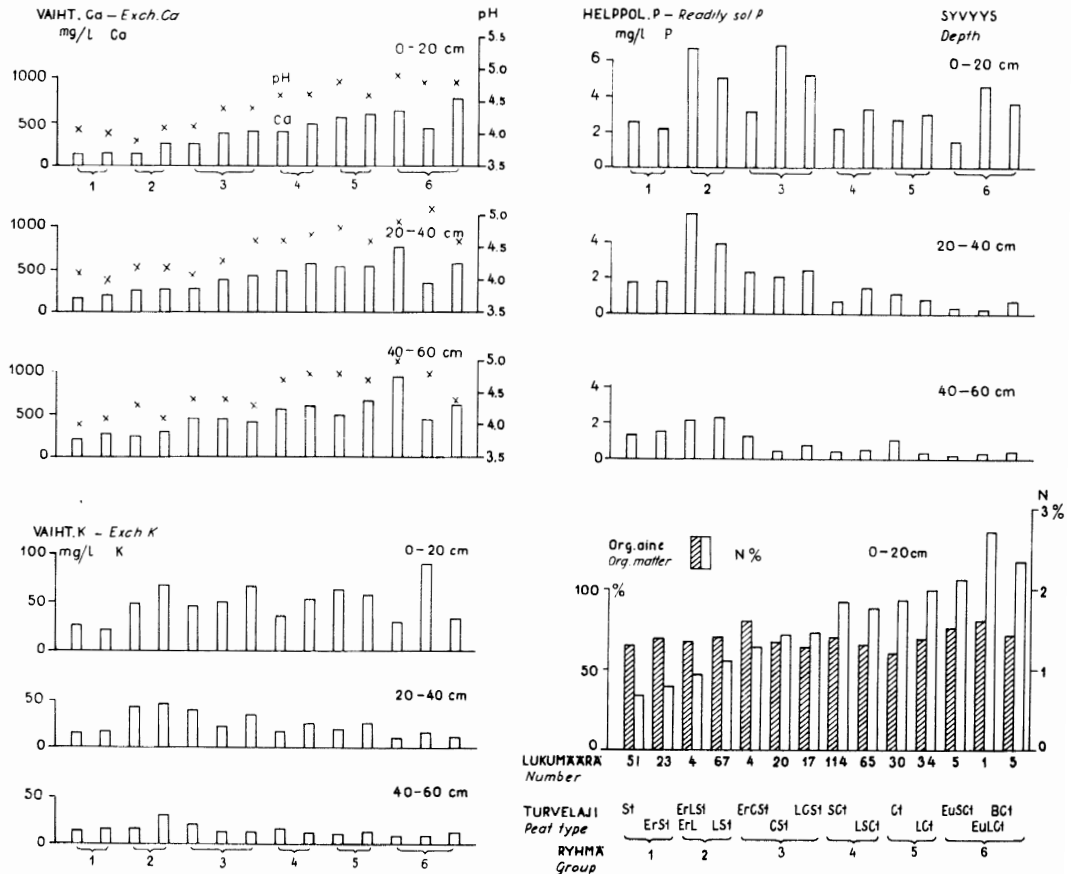 VAIHT. Ca – Exch. Ca
mg/l Ca
pH
5.5
0–20 cm
1000
5.0
pH
4.5
Ca
500
4.0
0
3.5
1 2 3 4 5 6
1000
5.0
20–40 cm
4.5
500
4.0
0
3.5
40–60 cm
1000
5.0
4.5
500
4.0
0
3.5
VAIHT. K – Exch K
mg/l K
0–20 cm
100
50
0
20–40 cm
50
0
40–60 cm
50
0
1 2 3 4 5 6
HELPPOL. P – Readily sol P
mg/l P
SYVYYS
Depth
0–20 cm
6
4
2
0
1 2 3 4 5 6
20–40 cm
4
2
0
40–60 cm
4
2
0
N
3 %
Org. aine
Org. matter
N %
0–20cm
100 %
2
50
1
0
0
LUKUMÄÄRÄ 51 23 4 67 4 20 17 114 65 30 34 5 1 5
Number
TURVELAJI St ErLSt ErCSt LCSt SCt Ct EuSCt BCt
Peat type ErSt ErL LSt CSt LSCt LCt EuLCt
RYHMÄ 1 2 3 4 5 6
Group